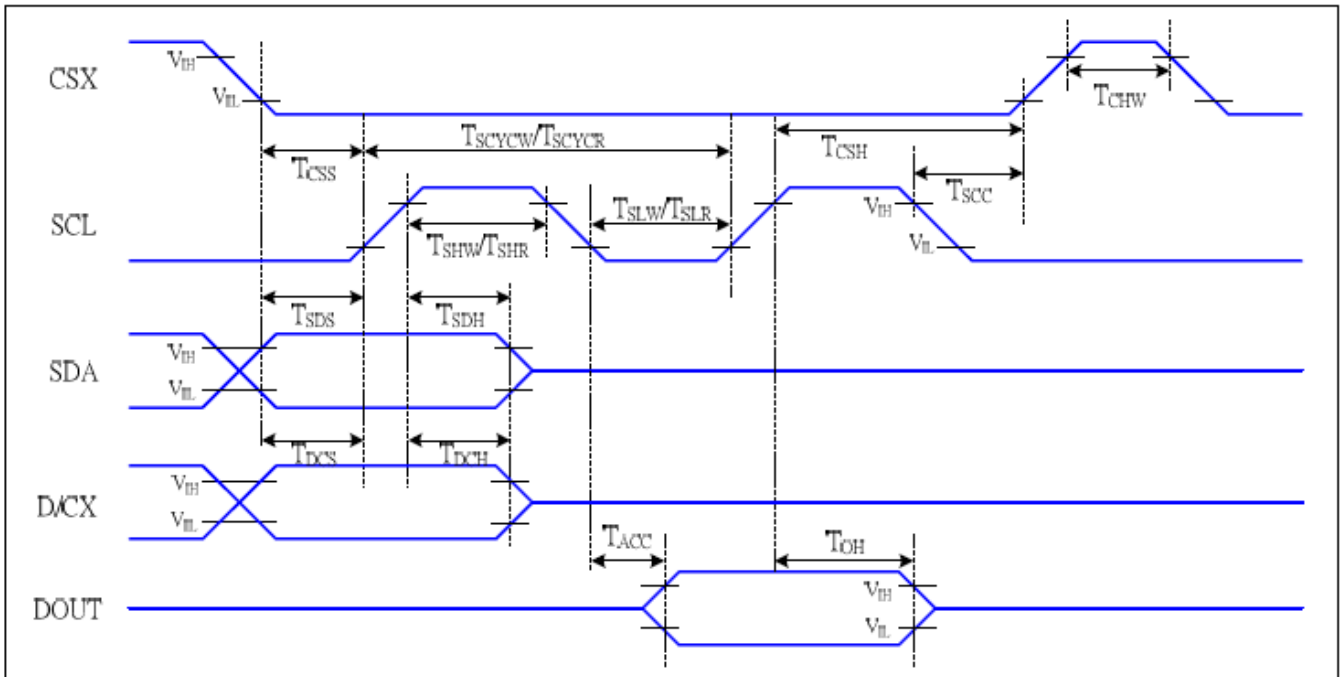 CSX
VIH
VIL
TCHW
TSCYCW/TSCYCR
TCSH
TCSS
TSCC
SCL
TSLW/TSLR
VIH
TSHW/TSHR
VIL
TSDS
TSDH
SDA
VIH
VIL
TDCS
TDCH
D/CX
VIH
VIL
TACC
TOH
DOUT
VIH
VIL